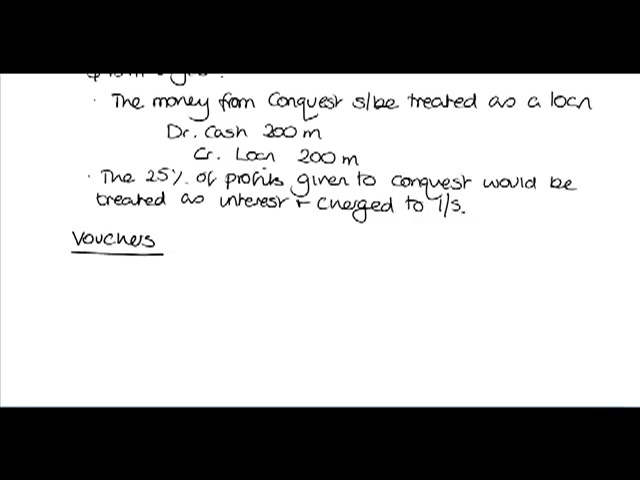 · The money from Conquest s/be treated as a loan
Dr. Cash 200 m
Cr. Loan 200 m
· The 25% of profits given to conquest would be
treated as interest + charged to I/S.
Vouchers